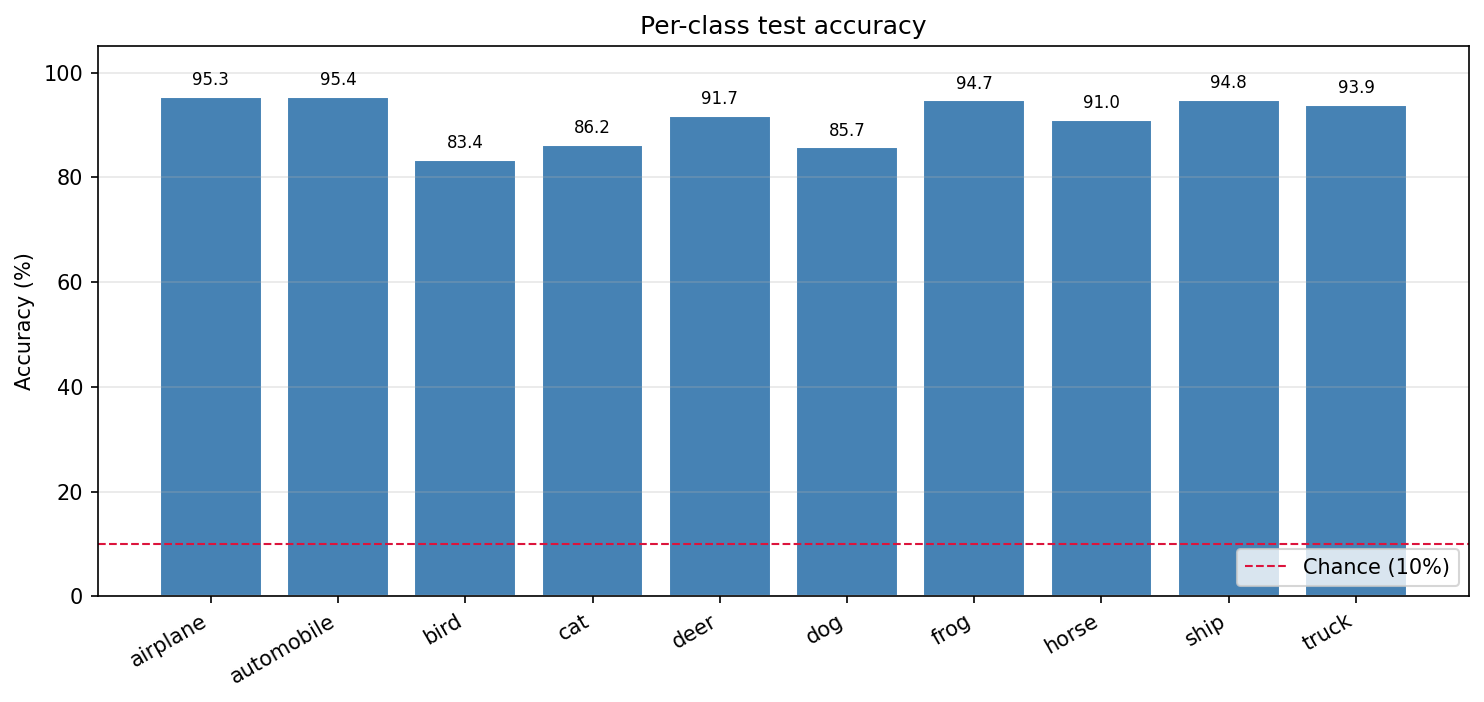 Per-class test accuracy
Accuracy (%)
100
80
60
40
20
0
95.3
95.4
83.4
86.2
91.7
85.7
94.7
91.0
94.8
93.9
Chance (10%)
airplane
automobile
bird
cat
deer
dog
frog
horse
ship
truck